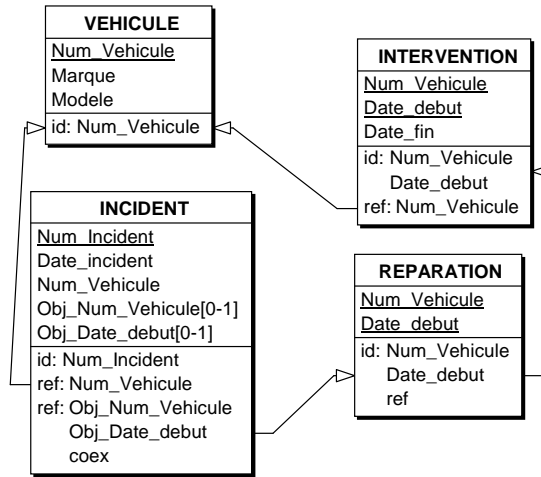 VEHICULE
Num_Vehicule
Marque
Modele
id: Num_Vehicule
INTERVENTION
Num_Vehicule
Date_debut
Date_fin
id: Num_Vehicule
Date_debut
ref: Num_Vehicule
INCIDENT
Num_Incident
Date_incident
Num_Vehicule
Obj_Num_Vehicule[0-1]
Obj_Date_debut[0-1]
id: Num_Incident
ref: Num_Vehicule
ref: Obj_Num_Vehicule
Obj_Date_debut
coex
REPARATION
Num_Vehicule
Date_debut
id: Num_Vehicule
Date_debut
ref